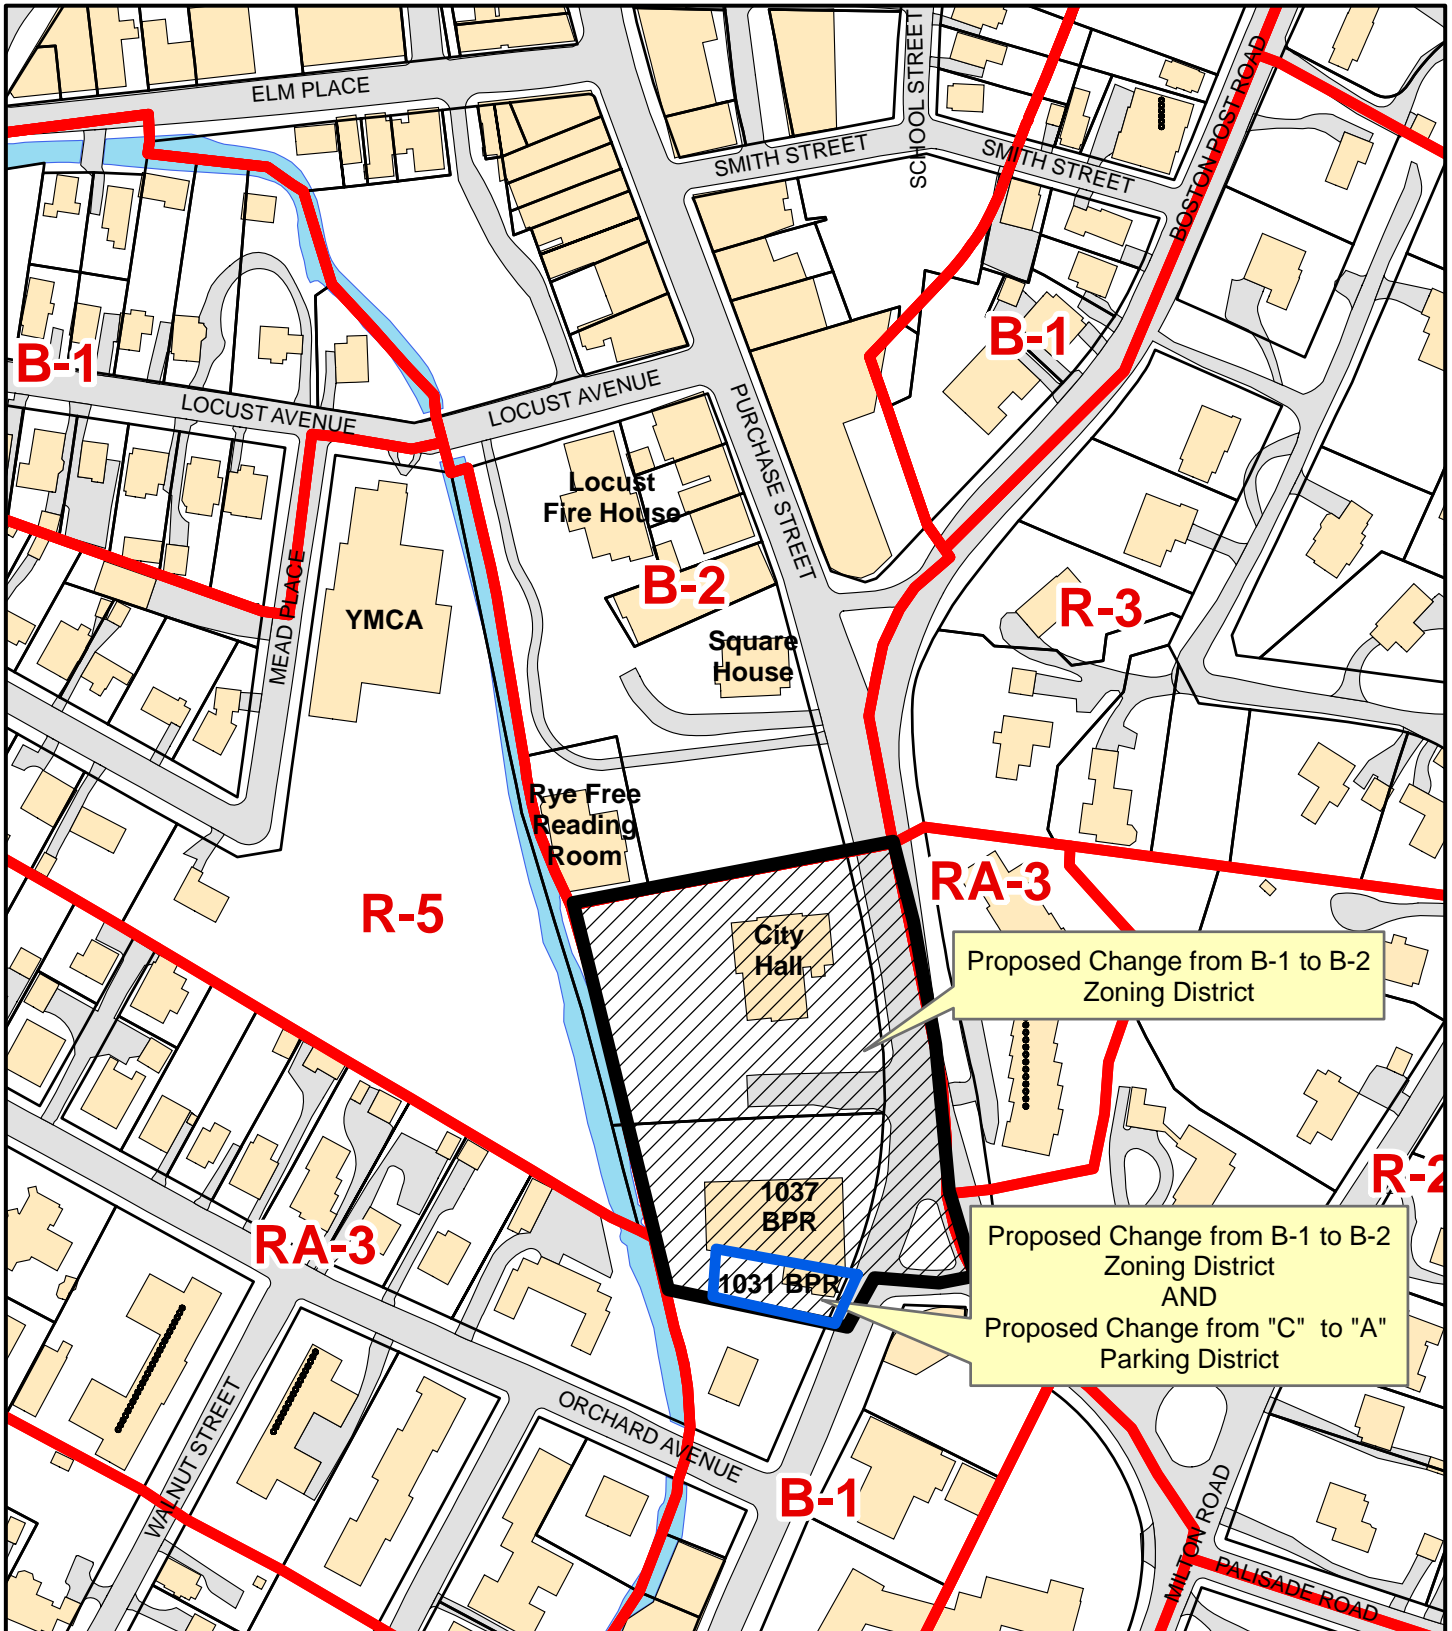 ELM PLACE
SCHOOL STREET
SMITH STREET
SMITH STREET
BOSTON POST ROAD
B-1
B-1
LOCUST AVENUE
LOCUST AVENUE
PURCHASE STREET
Locust
Fire House
B-2
MEAD PLACE
YMCA
R-3
Square
House
Rye Free
Reading
Room
R-5
RA-3
City
Hall
Proposed Change from B-1 to B-2
Zoning District
R-2
1037
BPR
RA-3
1031 BPR
Proposed Change from B-1 to B-2
Zoning District
AND
Proposed Change from "C" to "A"
Parking District
WALNUT STREET
ORCHARD AVENUE
B-1
MILTON ROAD
PALISADE ROAD